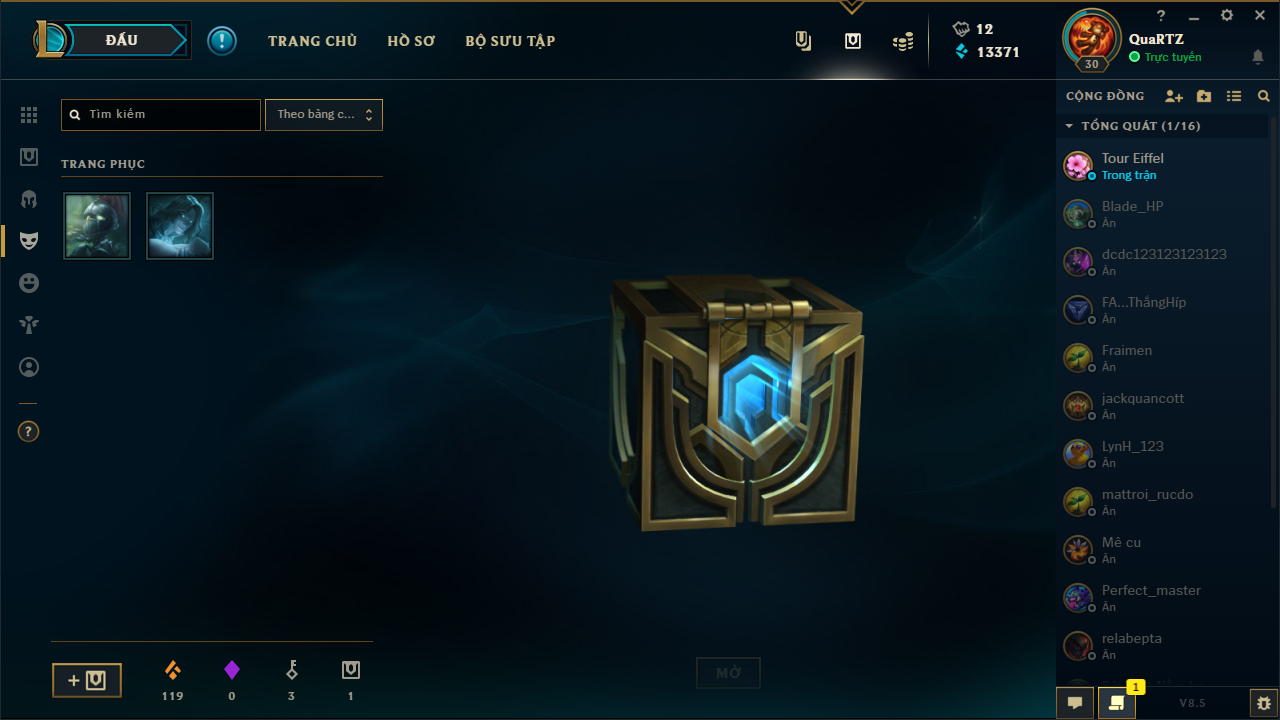 ĐẤU
TRANG CHỦ
HỒ SƠ
BỘ SƯU TẬP
12
13371
30
QuaRTZ
Trực tuyến
Tìm kiếm
Theo bảng c...
TRANG PHỤC
CỘNG ĐỒNG
TỔNG QUÁT (1/16)
Tour Eiffel
Trong trận
Blade_HP
Ẩn
dcdc123123123123
Ẩn
FA...ThắngHíp
Ẩn
Fraimen
Ẩn
jackquancott
Ẩn
LynH_123
Ẩn
mattroi_rucdo
Ẩn
Mê cu
Ẩn
Perfect_master
Ẩn
relabepta
Ẩn
119
0
3
1
MỞ
1
V8.5